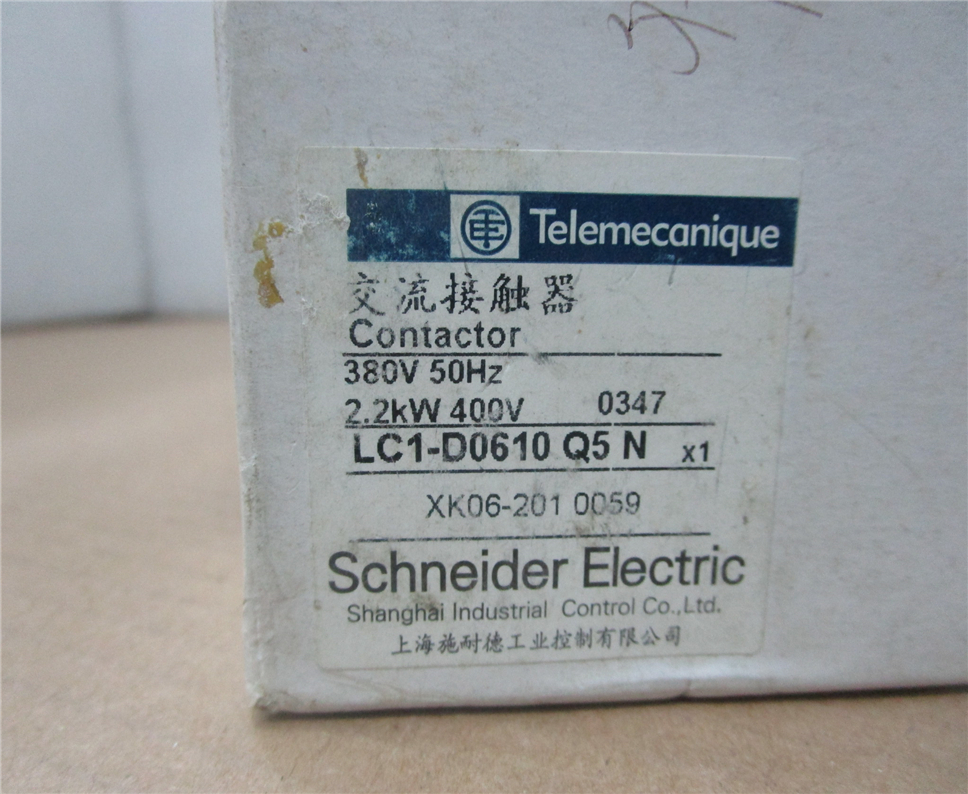 Telemecanique
交流接触器
Contactor
380V 50Hz
2.2kW 400V 0347
LC1-D0610 Q5 N x1
XK06-201 0059
Schneider Electric
Shanghai Industrial Control Co.,Ltd.
上海施耐德工业控制有限公司